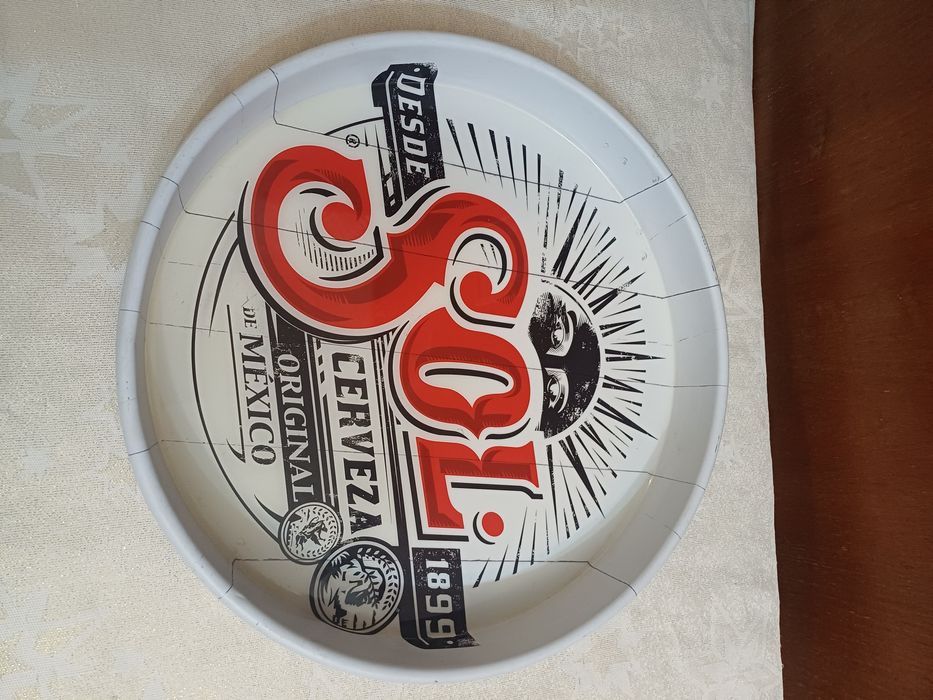 DESDE
SOL.
®
1899
CERVEZA
ORIGINAL
DE MÉXICO